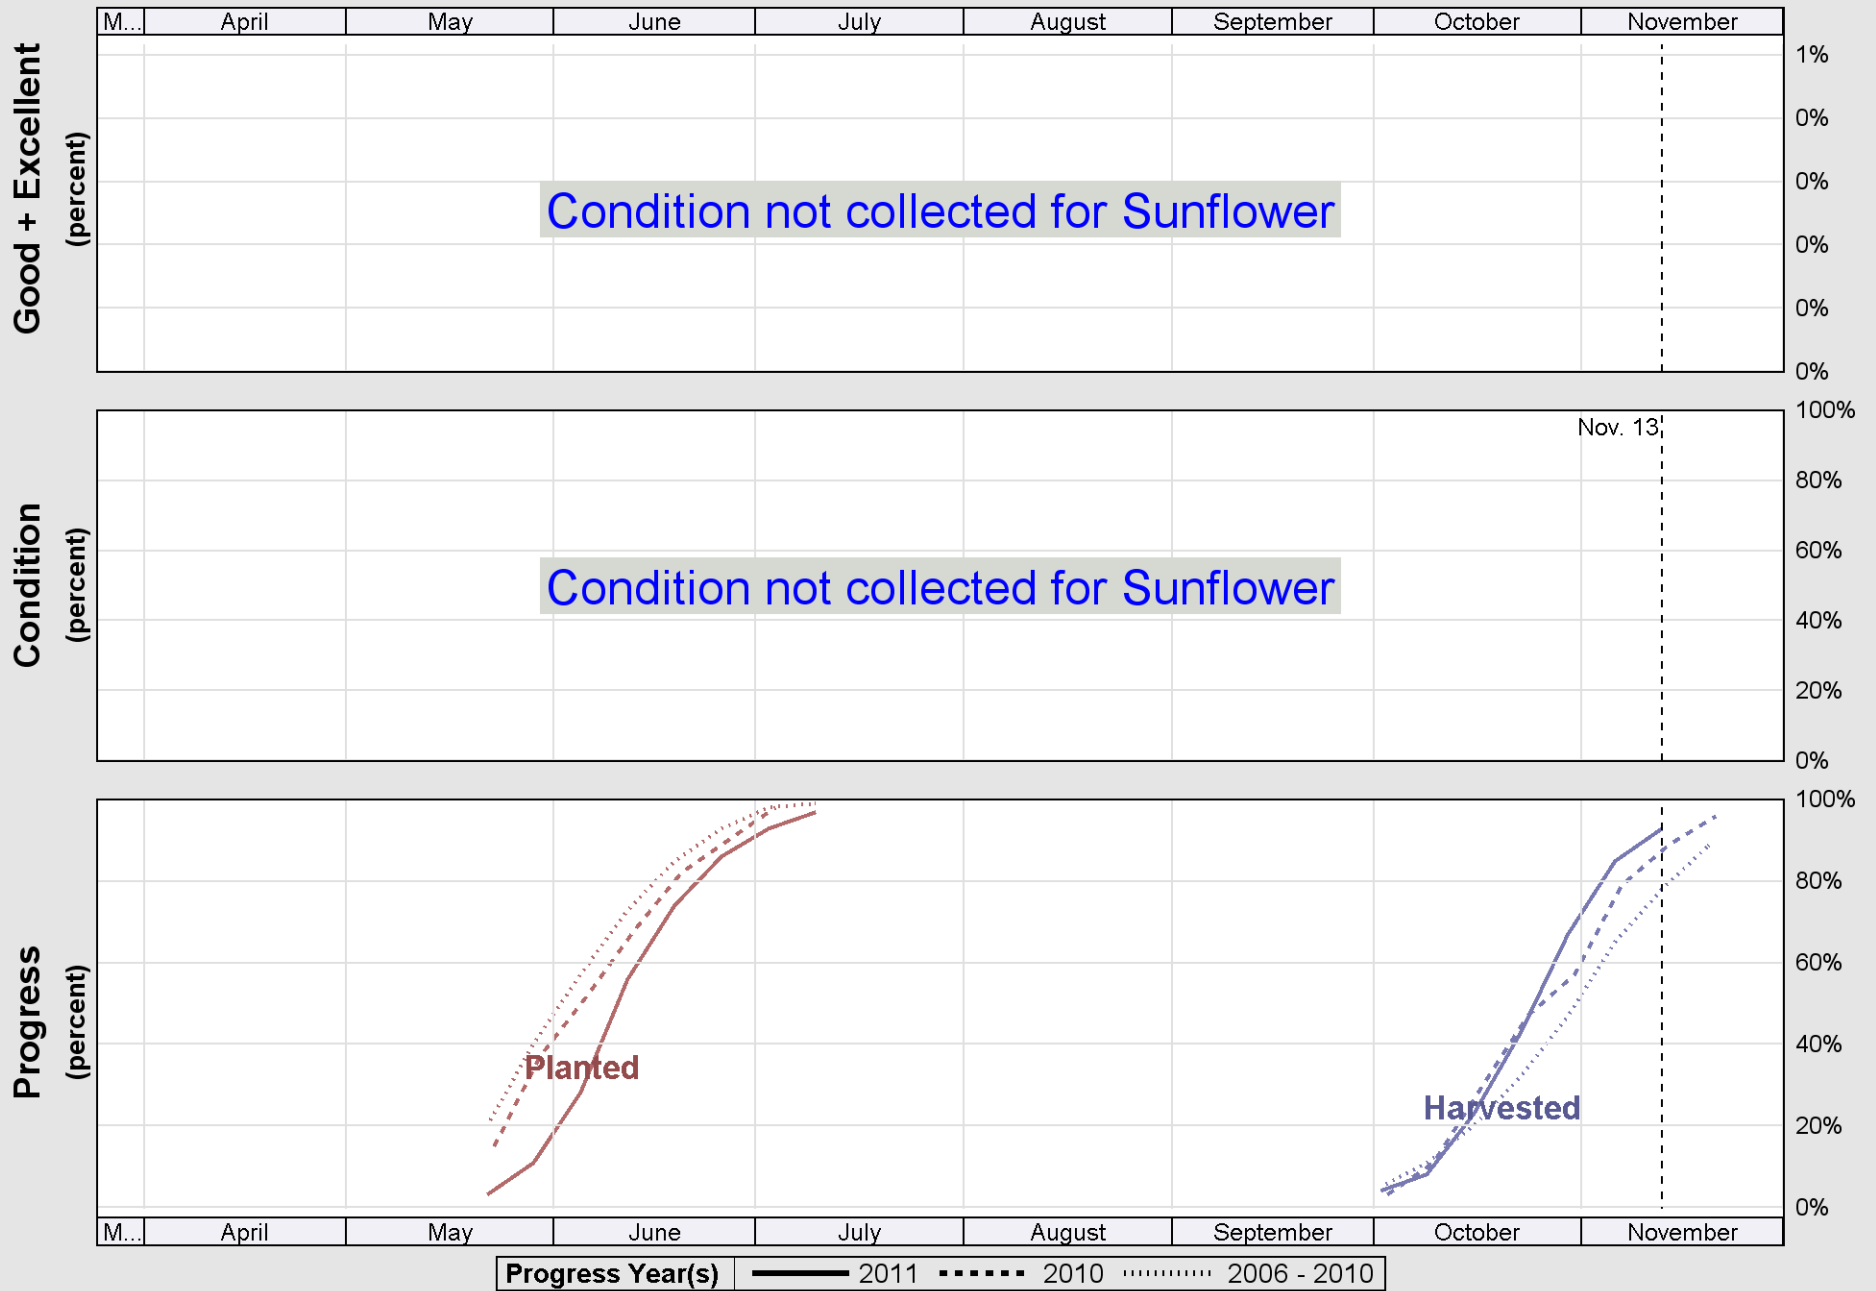 M... April May June July August September October November
Good + Excellent
(percent)
1%
0%
0%
0%
0%
0%
Condition not collected for Sunflower
Condition
(percent)
Nov. 13
100%
80%
60%
40%
20%
0%
Condition not collected for Sunflower
Progress
(percent)
100%
80%
60%
40%
20%
0%
Planted
Harvested
M... April May June July August September October November
Progress Year(s) 2011 2010 2006 - 2010